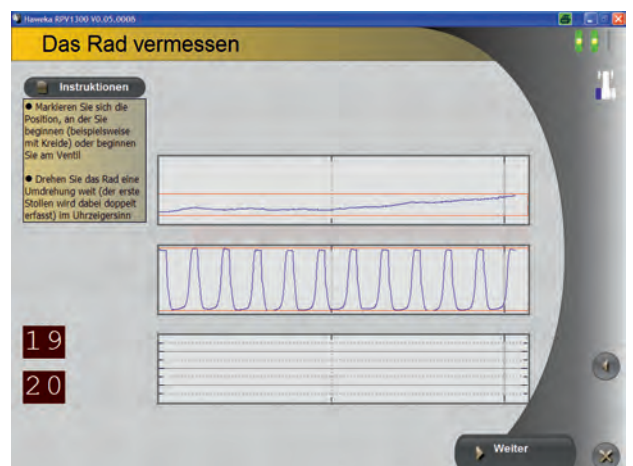 Haweka RPV1300 V0.05.0006
Das Rad vermessen
Instruktionen
● Markieren Sie sich die
Position, an der Sie
beginnen (beispielsweise
mit Kreide) oder beginnen
Sie am Ventil
● Drehen Sie das Rad eine
Umdrehung weit (der erste
Stollen wird dabei doppelt
erfasst) im Uhrzeigersinn
19
20
Weiter